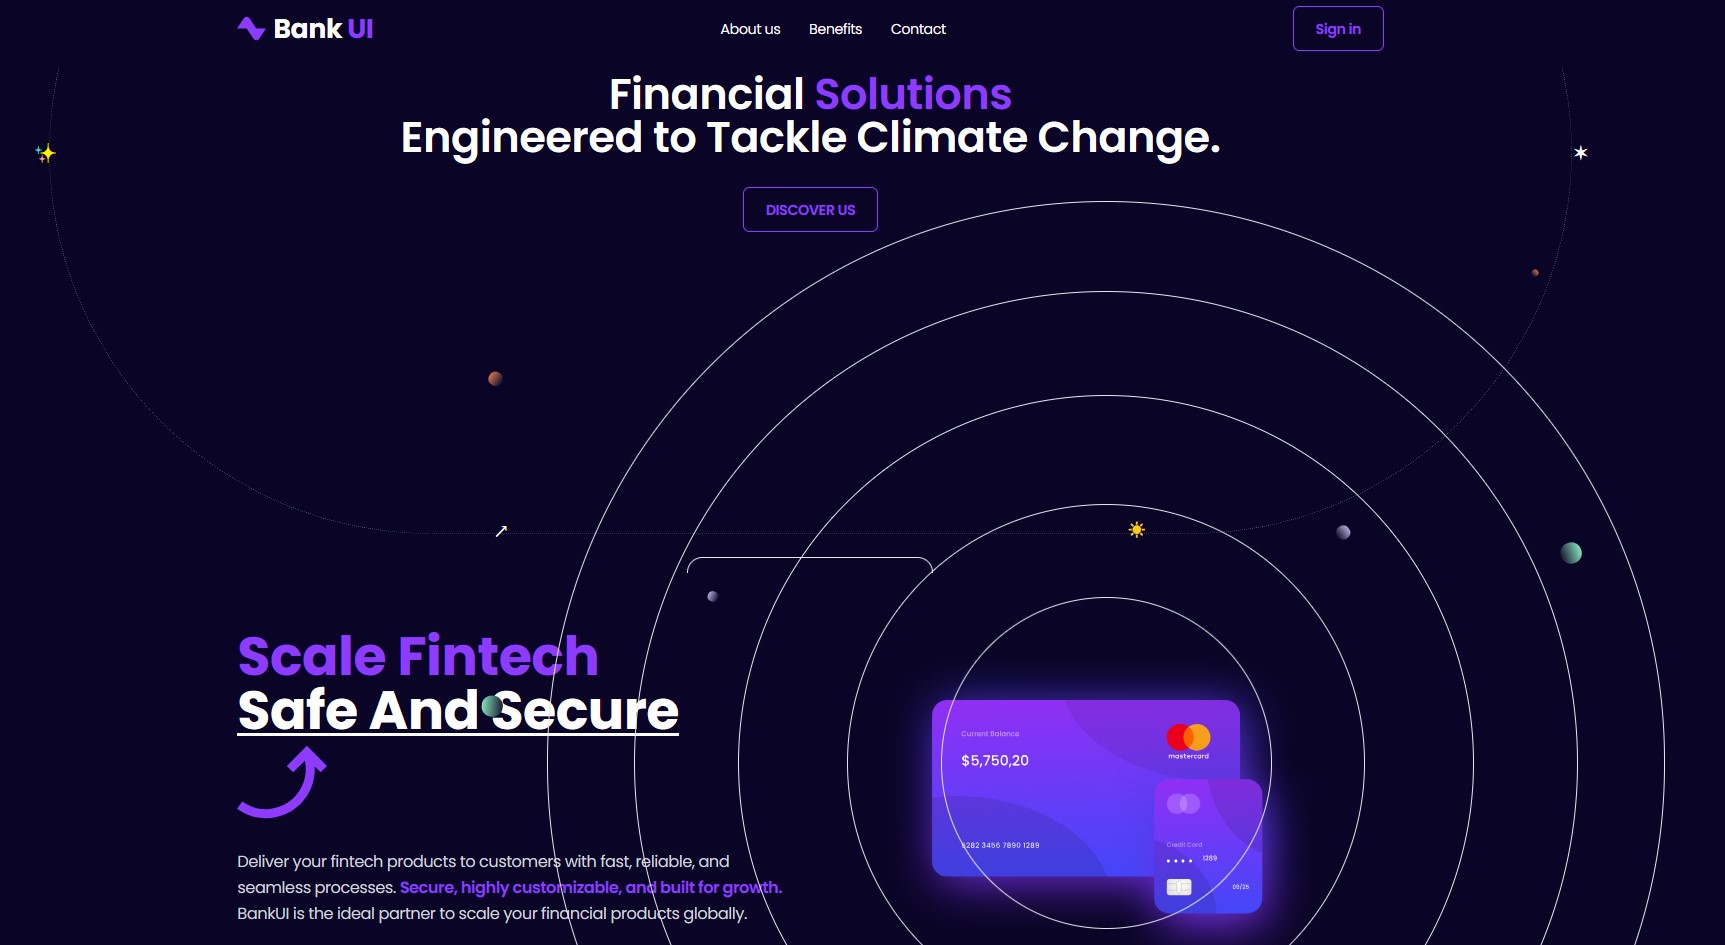 Bank UI
About us
Benefits
Contact
Sign in
Financial Solutions
Engineered to Tackle Climate Change.
DISCOVER US
Scale Fintech
Safe And Secure
Deliver your fintech products to customers with fast, reliable, and
seamless processes. Secure, highly customizable, and built for growth.
BankUI is the ideal partner to scale your financial products globally.
Current Balance
$5,750,20
mastercard
5282 3456 7890 1289
Credit Card
1289
09/25